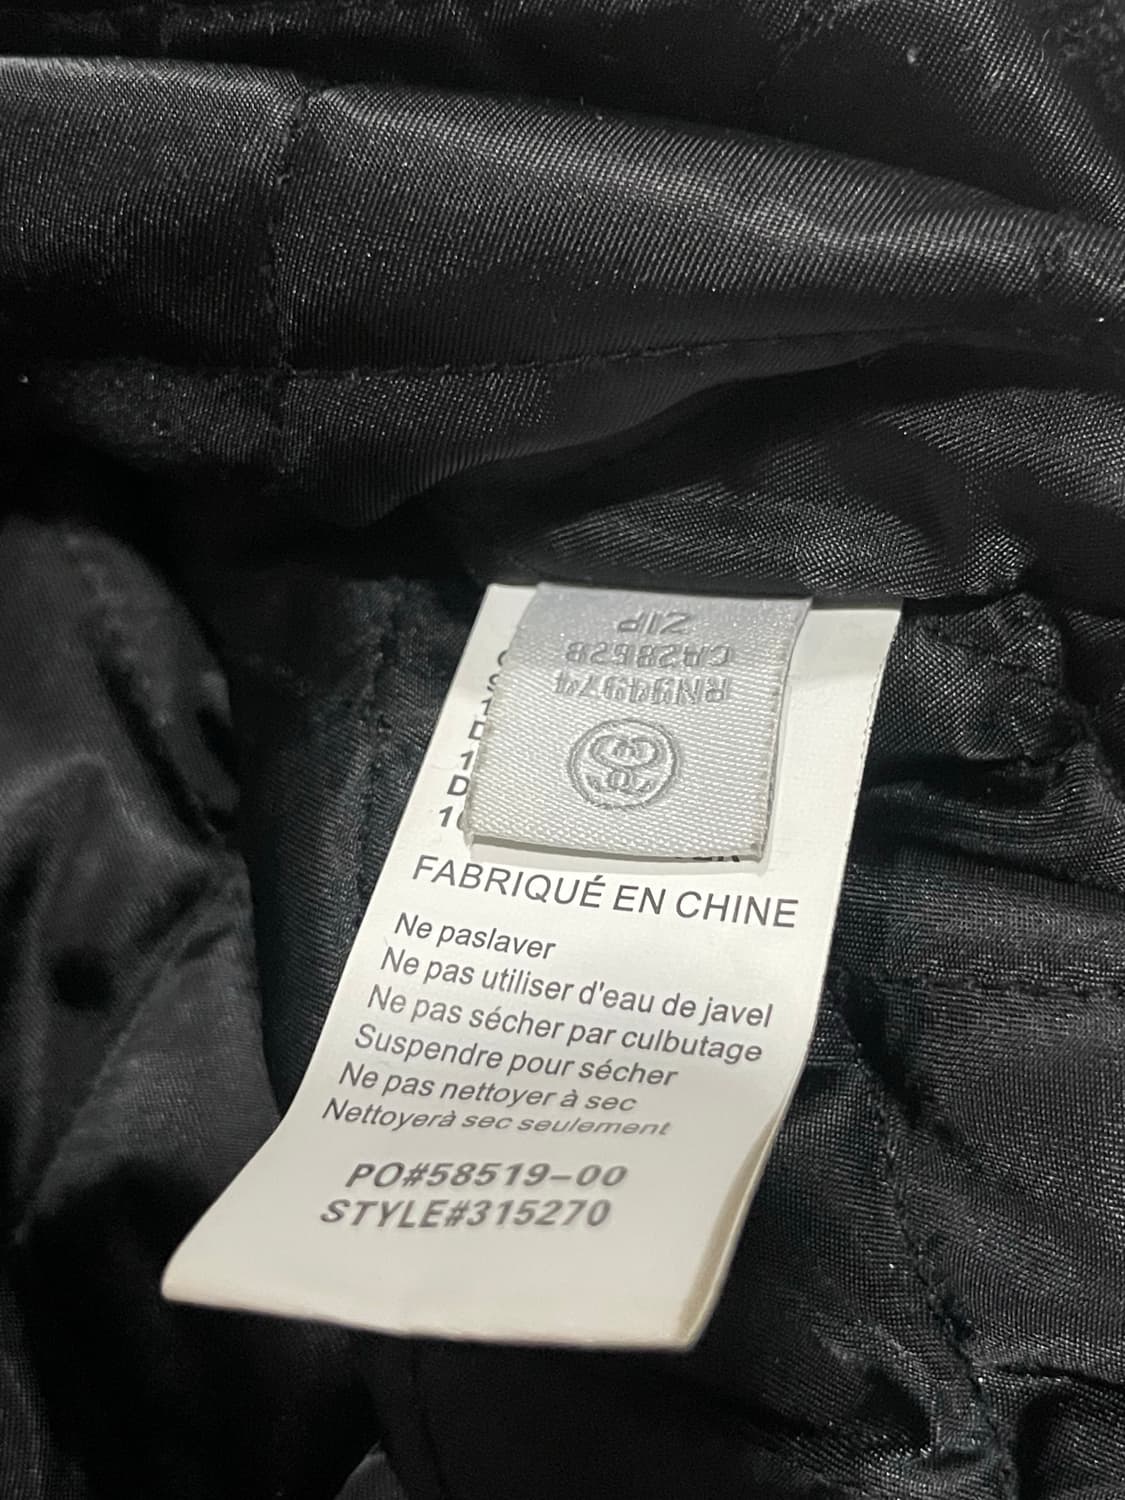 ZIP
CA28628
RN94974
FABRIQUÉ EN CHINE
Ne paslaver
Ne pas utiliser d'eau de javel
Ne pas sécher par culbutage
Suspendre pour sécher
Ne pas nettoyer à sec
Nettoyerà sec seulement
PO#58519-00
STYLE#315270